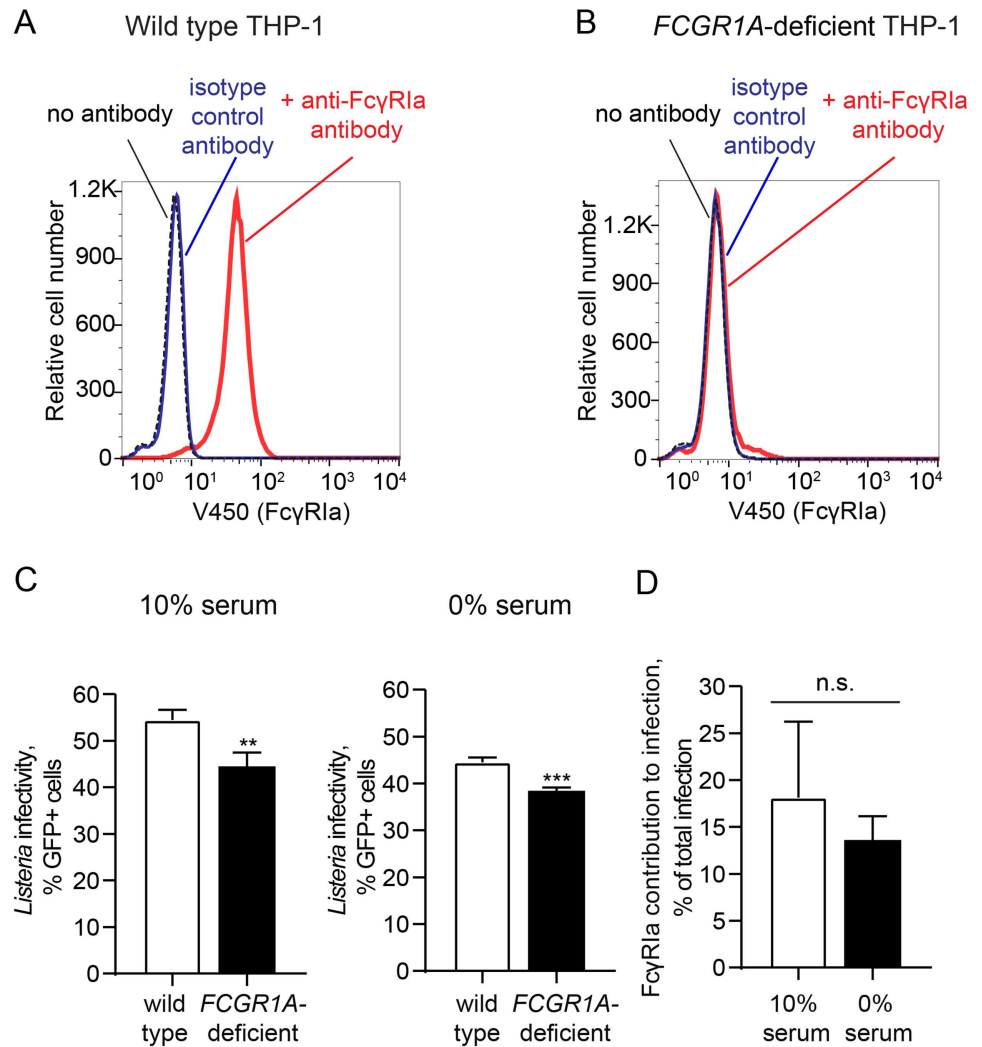 A
Wild type THP-1
no antibody
isotype
control
antibody
+ anti-FcγRIa
antibody
Relative cell number
1.2K
900
600
300
0
10⁰ 10¹ 10² 10³ 10⁴
V450 (FcγRIa)
B
FCGR1A-deficient THP-1
no antibody
isotype
control
antibody
+ anti-FcγRIa
antibody
Relative cell number
1.2K
900
600
300
0
10⁰ 10¹ 10² 10³ 10⁴
V450 (FcγRIa)
C
10% serum
Listeria infectivity,
% GFP+ cells
60
50
40
30
20
10
0
**
wild
type
FCGR1A-
deficient
0% serum
Listeria infectivity,
% GFP+ cells
60
50
40
30
20
10
0
***
wild
type
FCGR1A-
deficient
D
FcγRIa contribution to infection,
% of total infection
30
25
20
15
10
5
0
n.s.
10%
serum
0%
serum